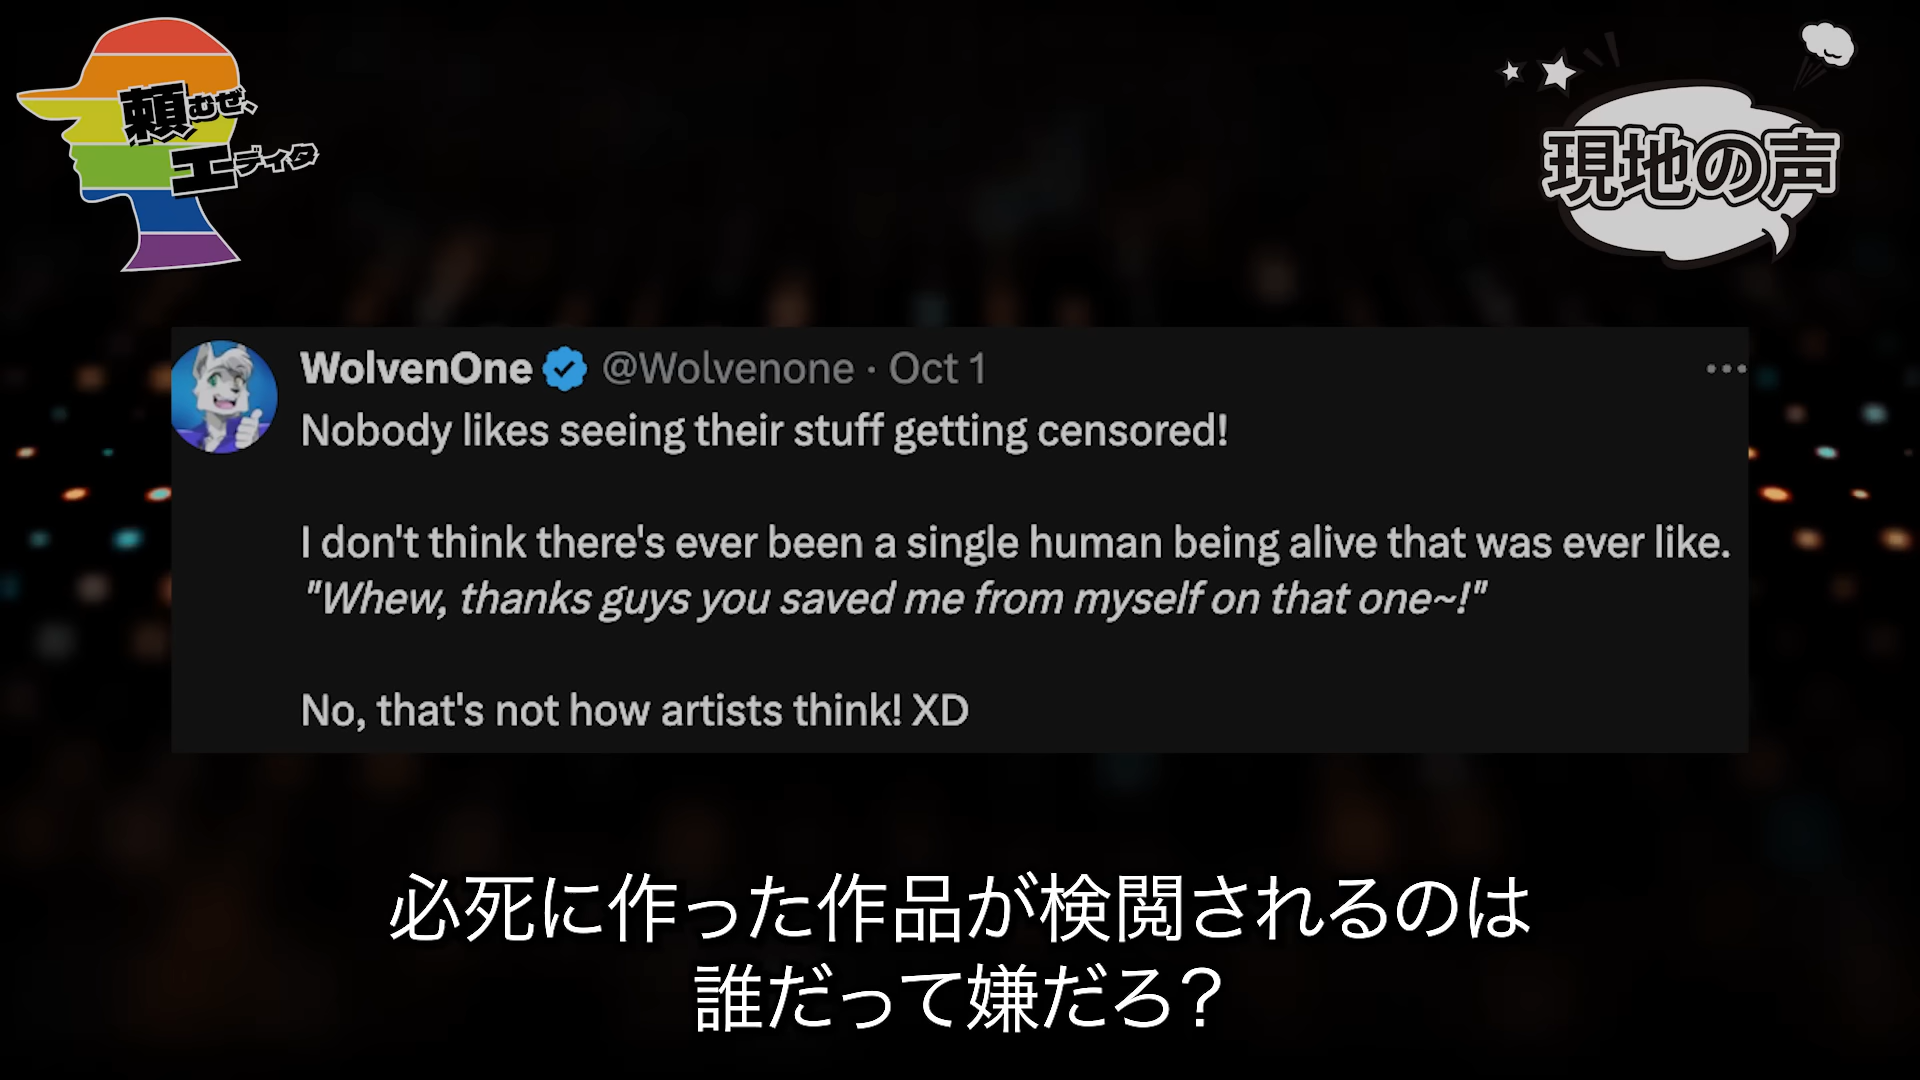 頼むぜ、
エディタ
現地の声
WolvenOne @Wolvenone · Oct 1
Nobody likes seeing their stuff getting censored!
I don't think there's ever been a single human being alive that was ever like.
"Whew, thanks guys you saved me from myself on that one~!"
No, that's not how artists think! XD
必死に作った作品が検閲されるのは
誰だって嫌だろ？